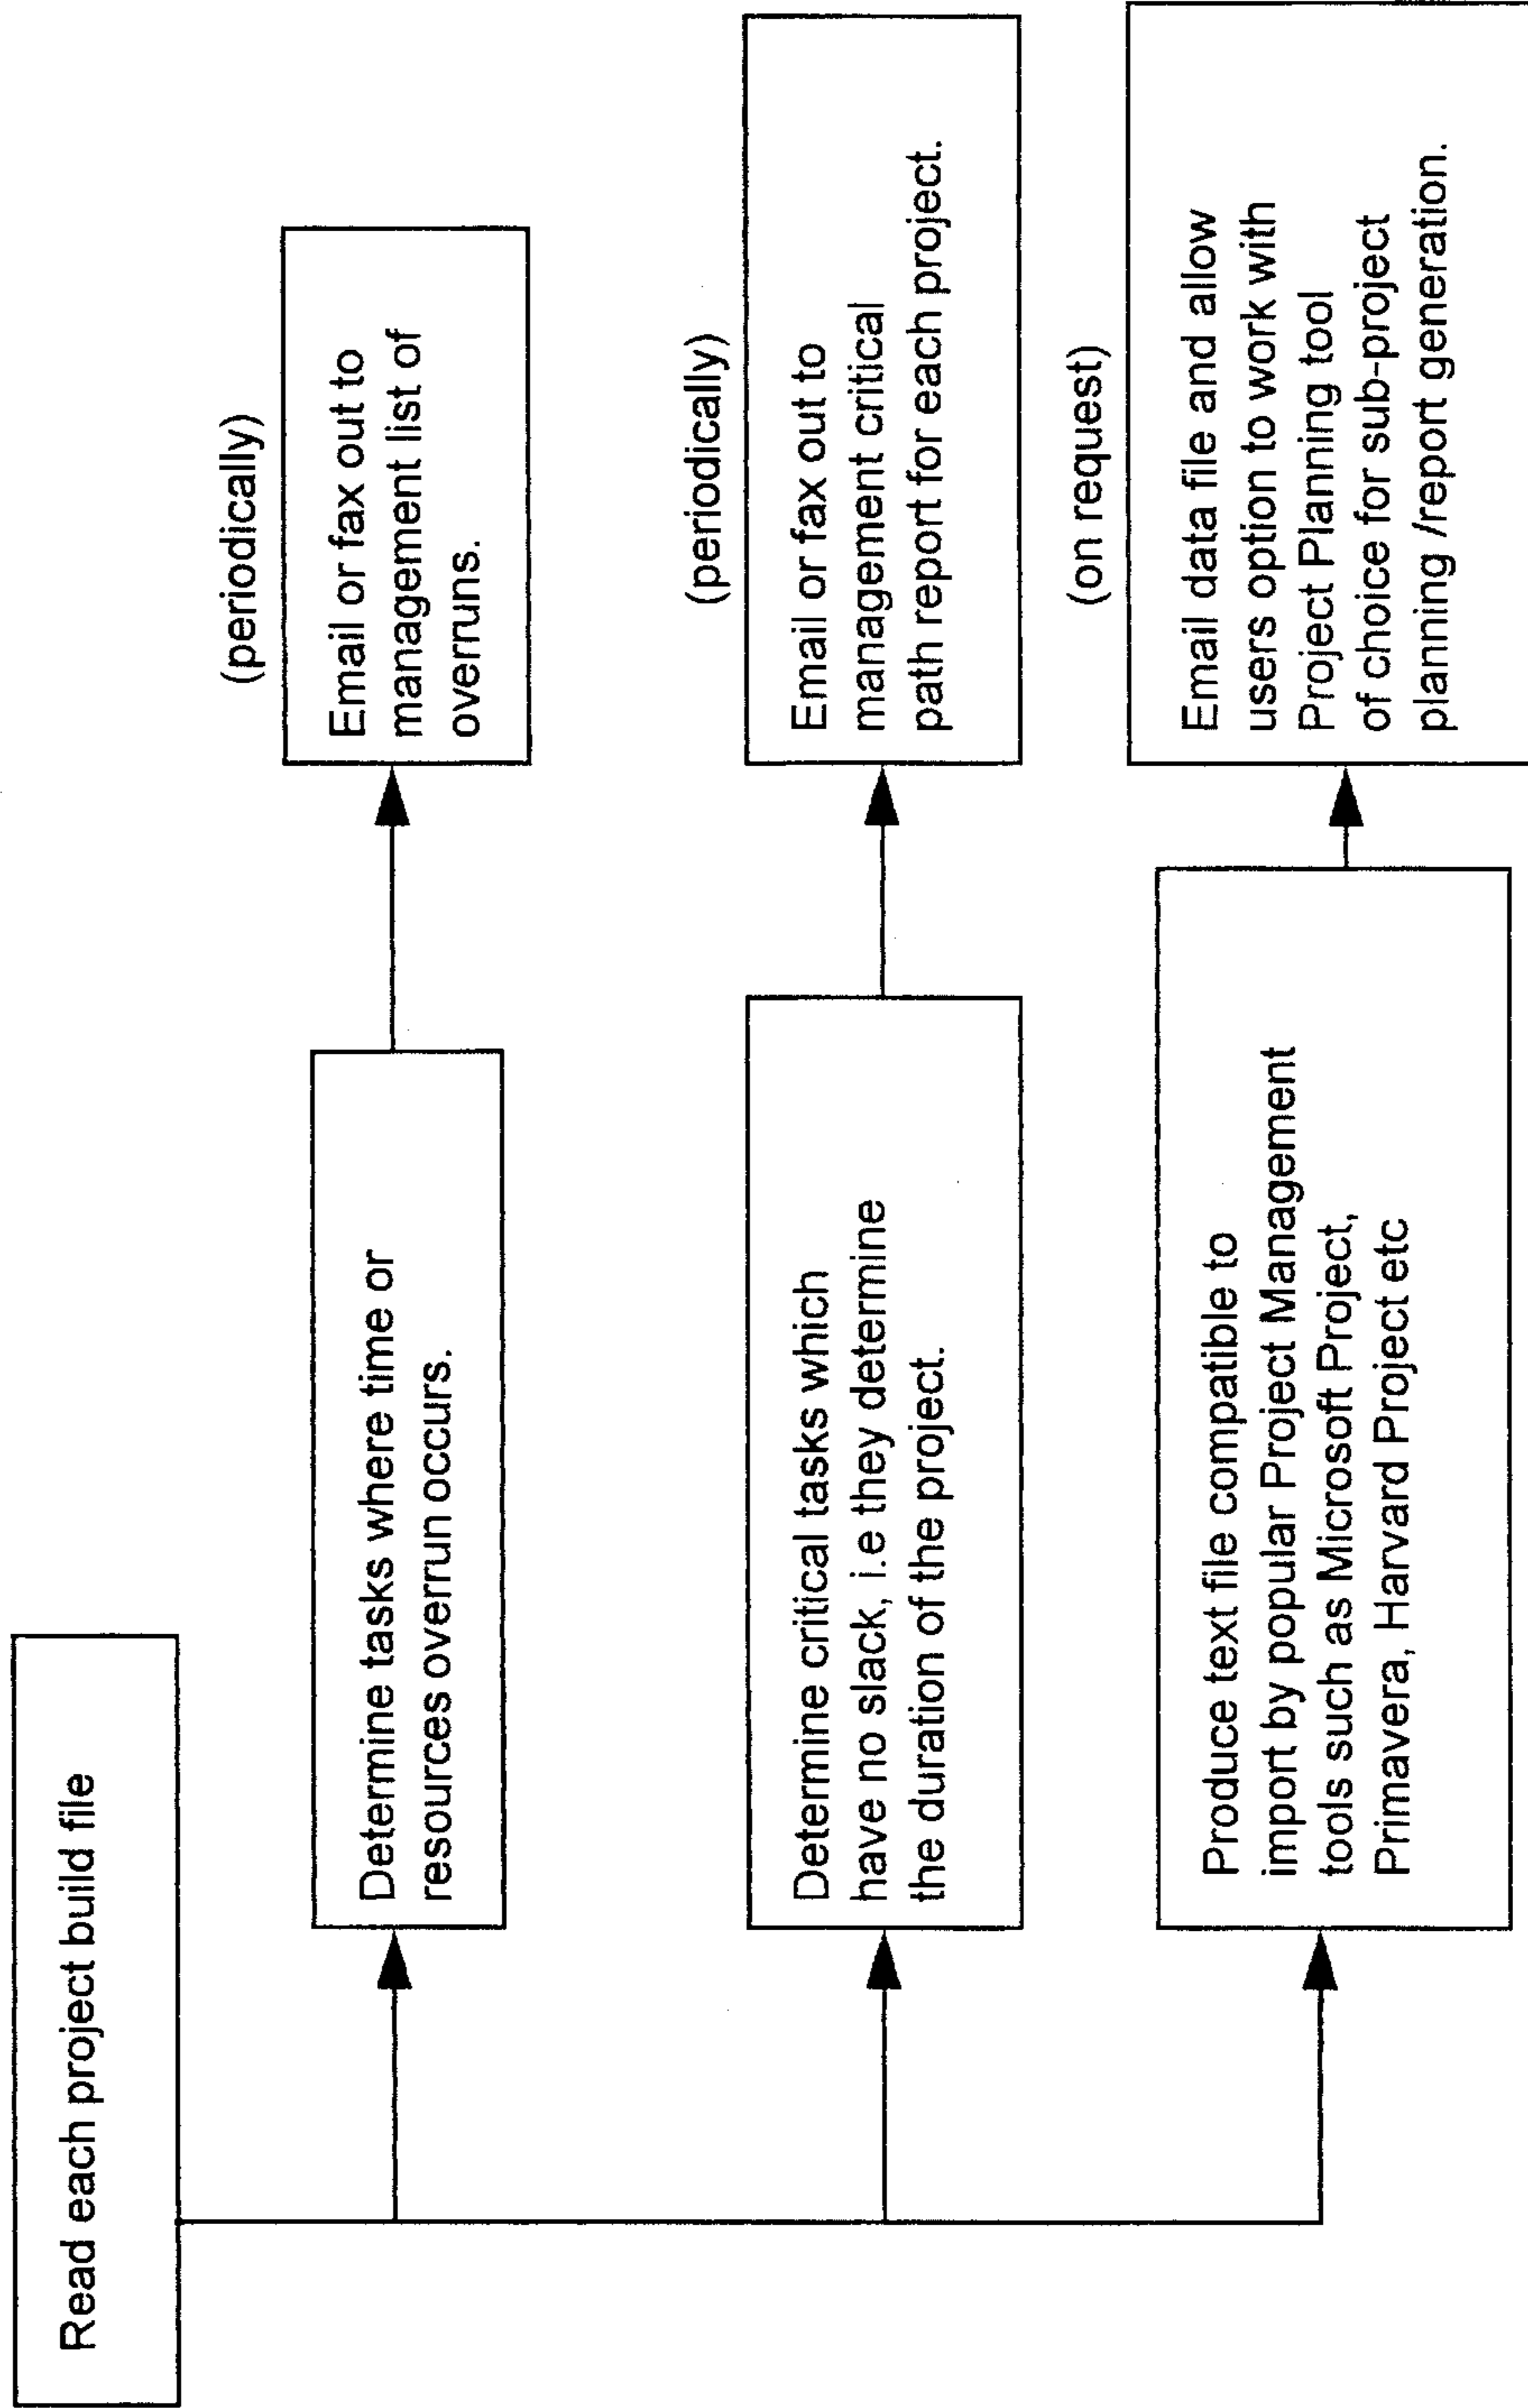 Read each project build file
Determine tasks where time or
resources overrun occurs.
(periodically)
Email or fax out to
management list of
overruns.
Determine critical tasks which
have no slack, i.e they determine
the duration of the project.
(periodically)
Email or fax out to
management critical
path report for each project.
Produce text file compatible to
import by popular Project Management
tools such as Microsoft Project,
Primavera, Harvard Project etc
(on request)
Email data file and allow
users option to work with
Project Planning tool
of choice for sub-project
planning /report generation.